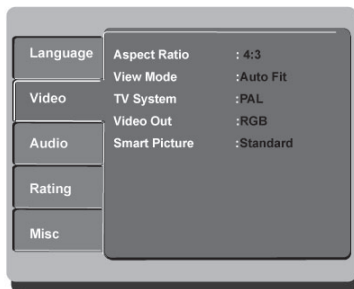 Language
Video
Audio
Rating
Misc
Aspect Ratio : 4:3
View Mode :Auto Fit
TV System :PAL
Video Out :RGB
Smart Picture :Standard